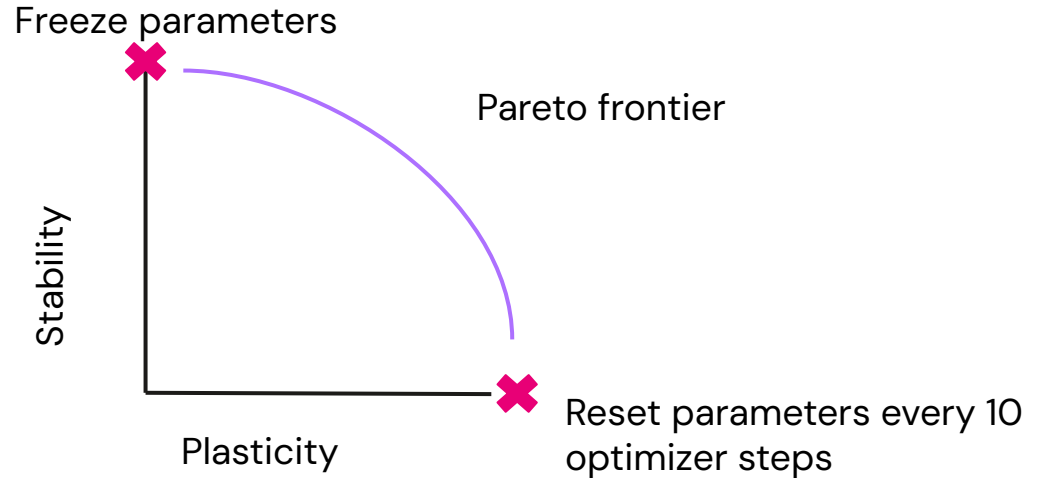 Freeze parameters
Pareto frontier
Stability
Reset parameters every 10
optimizer steps
Plasticity